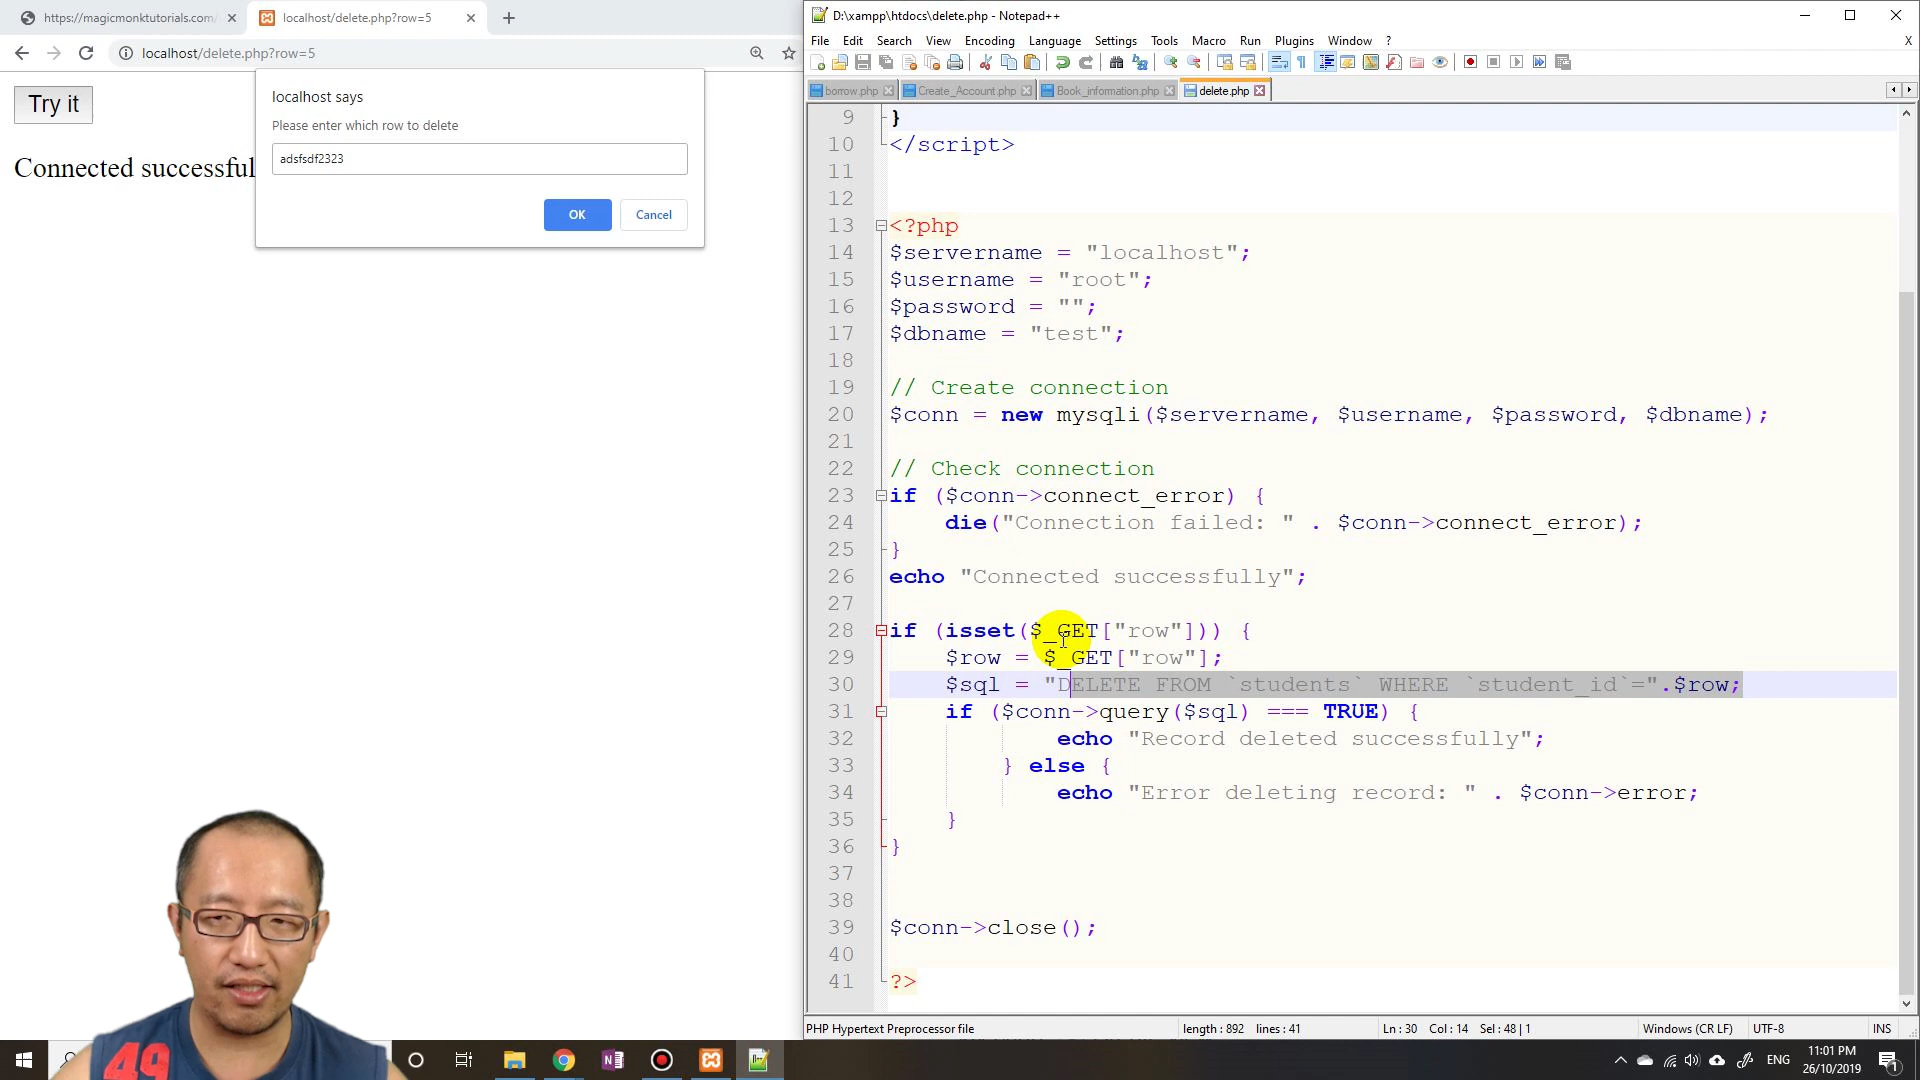 https://magicmonktutorials.com/
localhost/delete.php?row=5
localhost/delete.php?row=5
Try it
Connected successful
localhost says
Please enter which row to delete
adsfsdf2323
OK
Cancel
D:\xampp\htdocs\delete.php - Notepad++
File Edit Search View Encoding Language Settings Tools Macro Run Plugins Window ?
X
borrow.php
Create_Account.php
Book_information.php
delete.php
9 }
10 </script>
11
12
13 <?php
14 $servername = "localhost";
15 $username = "root";
16 $password = "";
17 $dbname = "test";
18
19 // Create connection
20 $conn = new mysqli($servername, $username, $password, $dbname);
21
22 // Check connection
23 if ($conn->connect_error) {
24 die("Connection failed: " . $conn->connect_error);
25 }
26 echo "Connected successfully";
27
28 if (isset($_GET["row"])) {
29 $row = $_GET["row"];
30 $sql = "DELETE FROM `students` WHERE `student_id`=".$row;
31 if ($conn->query($sql) === TRUE) {
32 echo "Record deleted successfully";
33 } else {
34 echo "Error deleting record: " . $conn->error;
35 }
36 }
37
38
39 $conn->close();
40
41 ?>
PHP Hypertext Preprocessor file
length : 892 lines : 41
Ln : 30 Col : 14 Sel : 48 | 1
Windows (CR LF)
UTF-8
INS
49
ENG
11:01 PM
26/10/2019
1